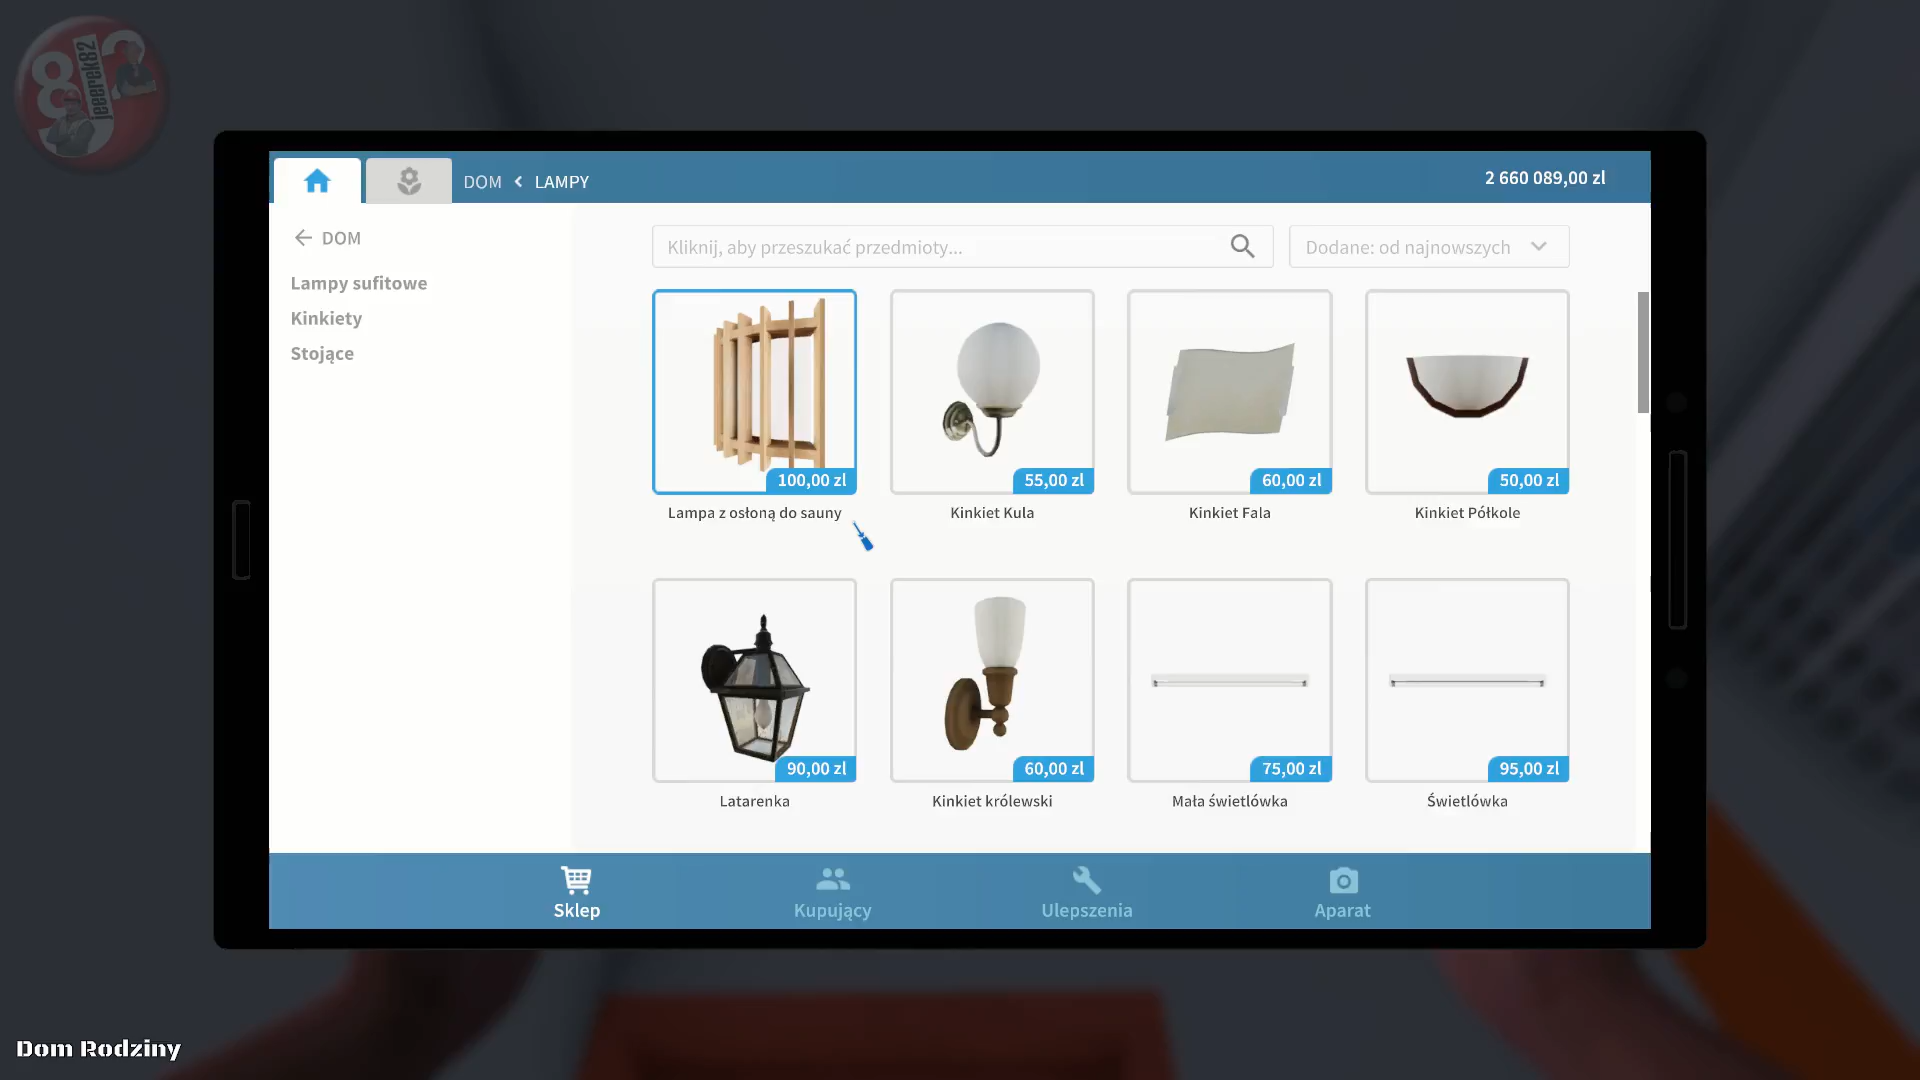 82
jeeerek82
DOM LAMPY
2 660 089,00 zl
DOM
Lampy sufitowe
Kinkiety
Stojące
Kliknij, aby przeszukać przedmioty...
Dodane: od najnowszych
100,00 zl
55,00 zl
60,00 zl
50,00 zl
Lampa z osłoną do sauny
Kinkiet Kula
Kinkiet Fala
Kinkiet Półkole
90,00 zl
60,00 zl
75,00 zl
95,00 zl
Latarenka
Kinkiet królewski
Mała świetlówka
Świetlówka
Sklep
Kupujący
Ulepszenia
Aparat
Dom Rodziny